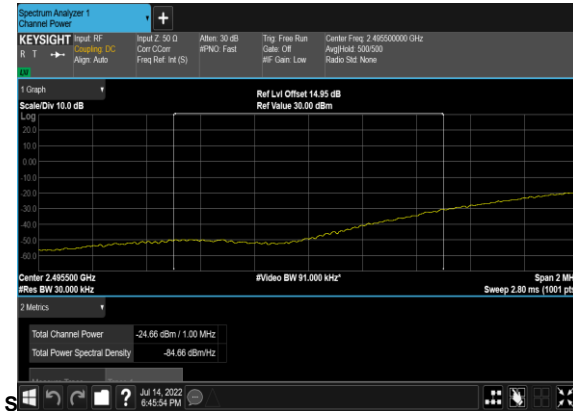 Spectrum Analyzer 1
Channel Power
+
KEYSIGHT Input: RF Input Z: 50 Ω Atten: 30 dB Trig: Free Run Center Freq: 2.495500000 GHz
R T Coupling: DC Corr CCorr #PNO: Fast Gate: Off Avg|Hold: 500/500
Align: Auto Freq Ref: Int (S) #IF Gain: Low Radio Std: None
1 Graph Ref Lvl Offset 14.95 dB
Scale/Div 10.0 dB Ref Value 30.00 dBm
Log
20.0
10.0
0.00
-10.0
-20.0
-30.0
-40.0
-50.0
-60.0
Center 2.495500 GHz #Video BW 91.000 kHz* Span 2 MH
#Res BW 30.000 kHz Sweep 2.80 ms (1001 pts
2 Metrics
Total Channel Power -24.66 dBm / 1.00 MHz
Total Power Spectral Density -84.66 dBm/Hz
s ? Jul 14, 2022
6:45:54 PM